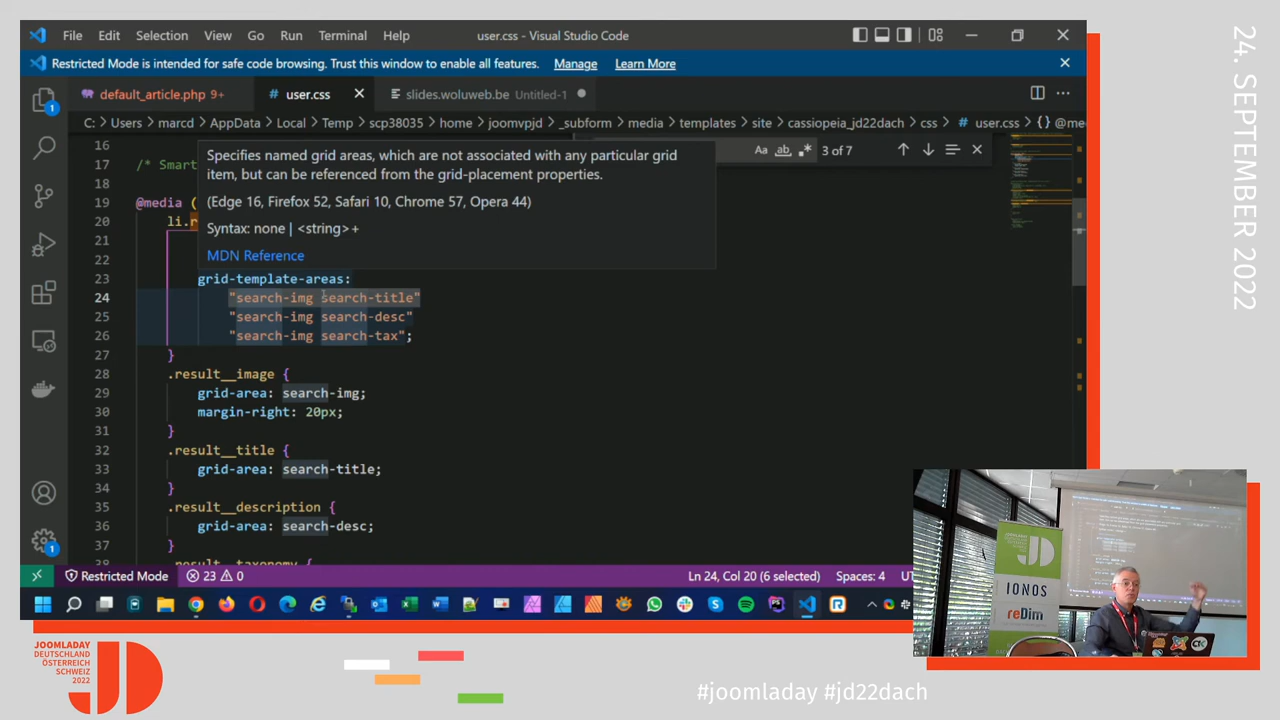 File Edit Selection View Go Run Terminal Help user.css - Visual Studio Code
Restricted Mode is intended for safe code browsing. Trust this window to enable all features. Manage Learn More
default_article.php 9+ # user.css slides.woluweb.be Untitled-1
C: > Users > marcd > AppData > Local > Temp > scp38035 > home > joomvpjd > _subform > media > templates > site > cassiopeia_jd22dach > css > # user.css > {} @me
16
Aa ab 3 of 7
Specifies named grid areas, which are not associated with any particular grid
17 /* Smart
item, but can be referenced from the grid-placement properties.
18
19 @media (
(Edge 16, Firefox 52, Safari 10, Chrome 57, Opera 44)
20 li.r
Syntax: none | <string>+
21
22
MDN Reference
23 grid-template-areas:
24 "search-img search-title"
25 "search-img search-desc"
26 "search-img search-tax";
27 }
28 .result__image {
29 grid-area: search-img;
30 margin-right: 20px;
31 }
32 .result__title {
33 grid-area: search-title;
34 }
35 .result__description {
36 grid-area: search-desc;
37 }
38 .result__taxonomy {
Restricted Mode 23 0 Ln 24, Col 20 (6 selected) Spaces: 4 UT
24. SEPTEMBER 2022
IONOS
reDim
JOOMLADAY
DEUTSCHLAND
ÖSTERREICH
SCHWEIZ
2022
JD
#joomladay #jd22dach